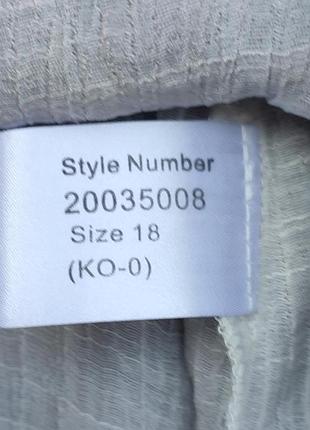 Style Number
20035008
Size 18
(KO-0)